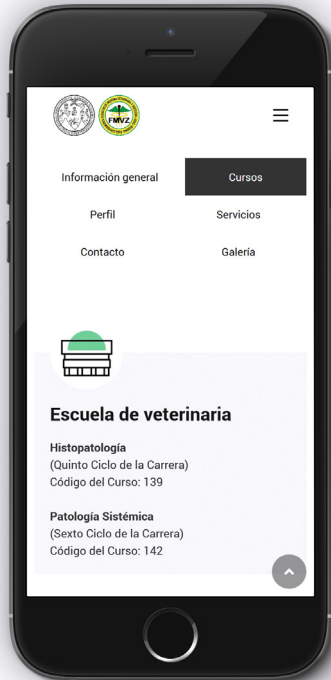 FMVZ
Información general
Cursos
Perfil
Servicios
Contacto
Galería
Escuela de veterinaria
Histopatología
(Quinto Ciclo de la Carrera)
Código del Curso: 139
Patología Sistémica
(Sexto Ciclo de la Carrera)
Código del Curso: 142